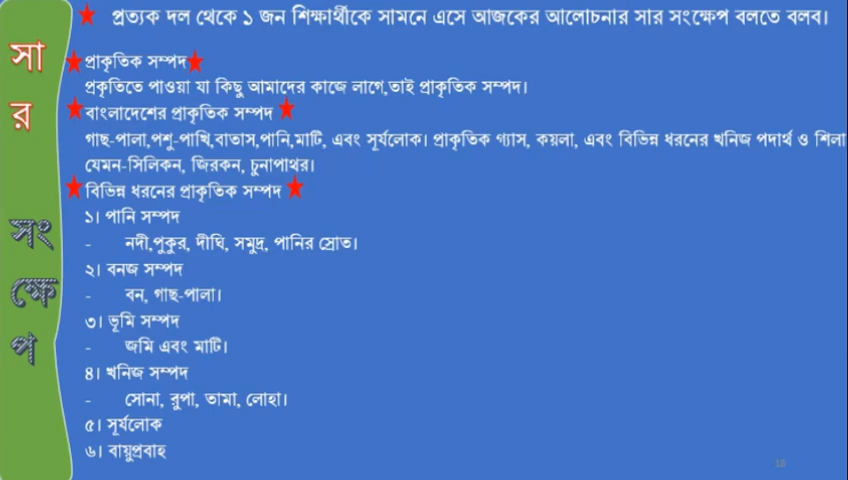 সা
র
সং
ক্ষে
প
প্রত্যক দল থেকে ১ জন শিক্ষার্থীকে সামনে এসে আজকের আলোচনার সার সংক্ষেপ বলতে বলব।
প্রাকৃতিক সম্পদ
প্রকৃতিতে পাওয়া যা কিছু আমাদের কাজে লাগে,তাই প্রাকৃতিক সম্পদ।
বাংলাদেশের প্রাকৃতিক সম্পদ
গাছ-পালা,পশু-পাখি,বাতাস,পানি,মাটি, এবং সূর্যলোক। প্রাকৃতিক গ্যাস, কয়লা, এবং বিভিন্ন ধরনের খনিজ পদার্থ ও শিলা
যেমন-সিলিকন, জিরকন, চুনাপাথর।
বিভিন্ন ধরনের প্রাকৃতিক সম্পদ
১। পানি সম্পদ
- নদী,পুকুর, দীঘি, সমুদ্র, পানির স্রোত।
২। বনজ সম্পদ
- বন, গাছ-পালা।
৩। ভূমি সম্পদ
- জমি এবং মাটি।
৪। খনিজ সম্পদ
- সোনা, রুপা, তামা, লোহা।
৫। সূর্যলোক
৬। বায়ুপ্রবাহ
18